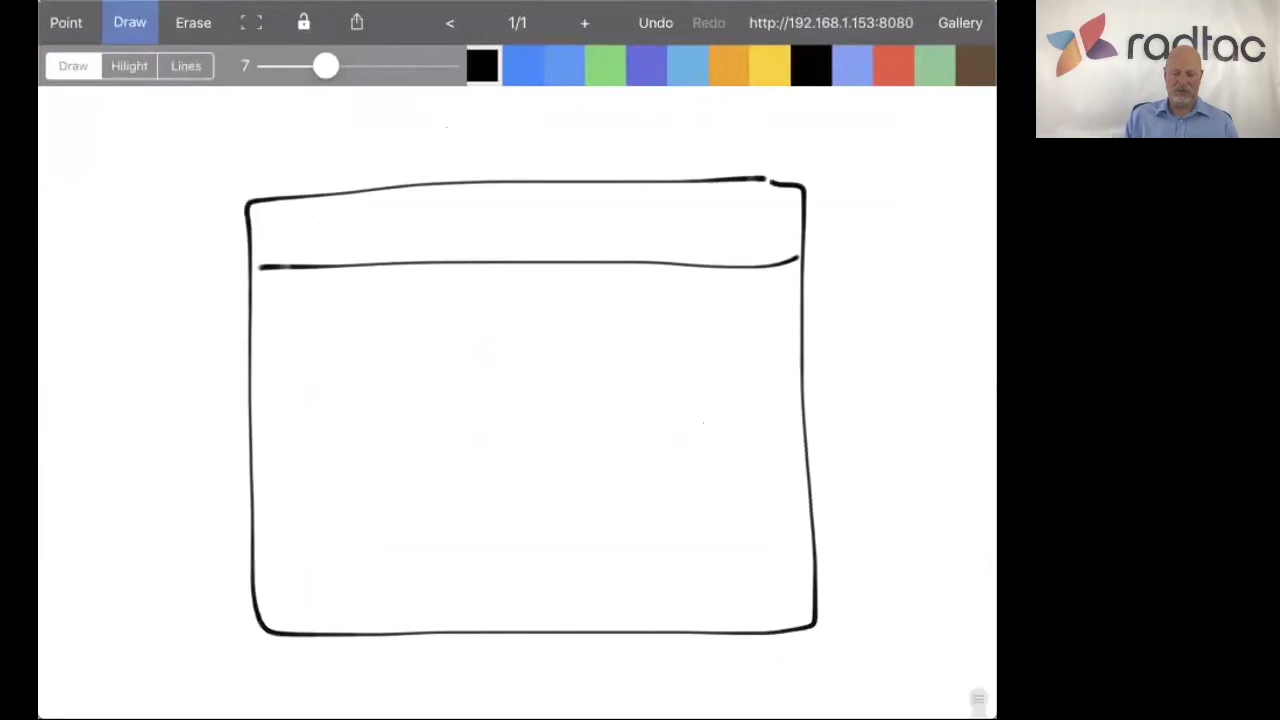 Point Draw Erase < 1/1 + Undo Redo http://192.168.1.153:8080 Gallery
Draw Hilight Lines 7
radtac